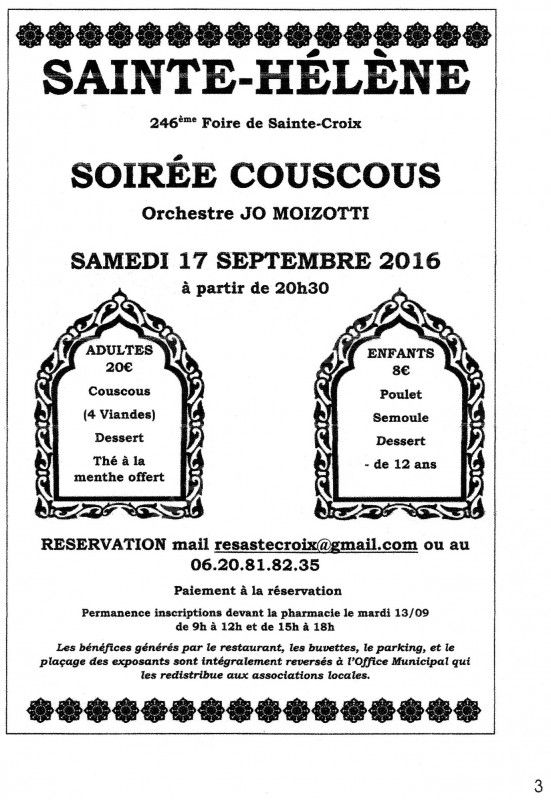 SAINTE-HÉLÈNE
246ème Foire de Sainte-Croix
SOIRÉE COUSCOUS
Orchestre JO MOIZOTTI
SAMEDI 17 SEPTEMBRE 2016
à partir de 20h30
ADULTES
20€
Couscous
(4 Viandes)
Dessert
Thé à la
menthe offert
ENFANTS
8€
Poulet
Semoule
Dessert
- de 12 ans
RESERVATION mail resastecroix@gmail.com ou au
06.20.81.82.35
Paiement à la réservation
Permanence inscriptions devant la pharmacie le mardi 13/09
de 9h à 12h et de 15h à 18h
Les bénéfices générés par le restaurant, les buvettes, le parking, et le
plaçage des exposants sont intégralement reversés à l'Office Municipal qui
les redistribue aux associations locales.
3